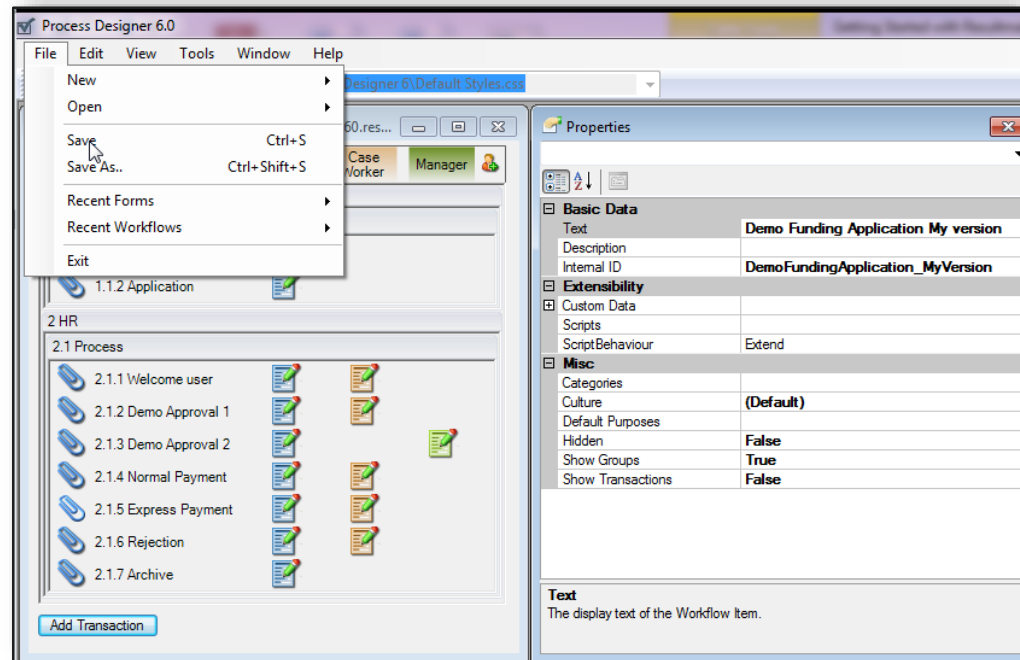 Process Designer 6.0
File Edit View Tools Window Help
Designer 6\Default Styles.css
New
Open
Save Ctrl+S
Save As.. Ctrl+Shift+S
Recent Forms
Recent Workflows
Exit
60.res...
Case Worker Manager
1.1.2 Application
2 HR
2.1 Process
2.1.1 Welcome user
2.1.2 Demo Approval 1
2.1.3 Demo Approval 2
2.1.4 Normal Payment
2.1.5 Express Payment
2.1.6 Rejection
2.1.7 Archive
Add Transaction
Properties
Basic Data
Text Demo Funding Application My version
Description
Internal ID DemoFundingApplication_MyVersion
Extensibility
Custom Data
Scripts
ScriptBehaviour Extend
Misc
Categories
Culture (Default)
Default Purposes
Hidden False
Show Groups True
Show Transactions False
Text
The display text of the Workflow Item.